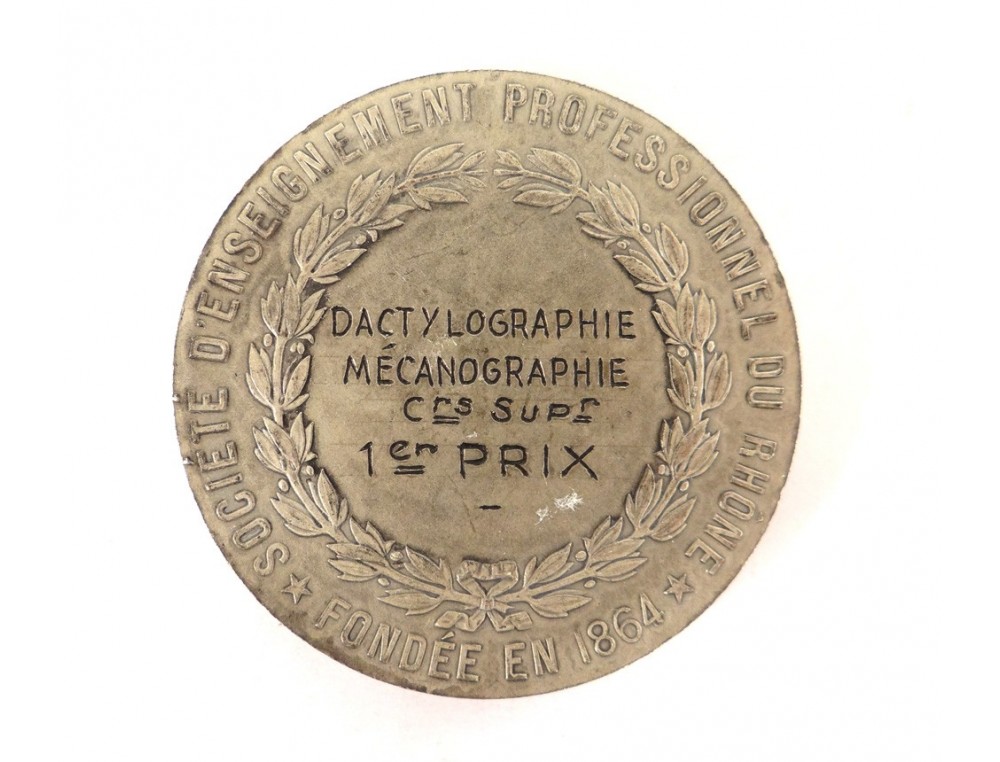 SOCIÉTÉ D'ENSEIGNEMENT PROFESSIONNEL DU RHÔNE
DACTYLOGRAPHIE
MÉCANOGRAPHIE
Crs SUPr
1er PRIX
★ FONDÉE EN 1864 ★